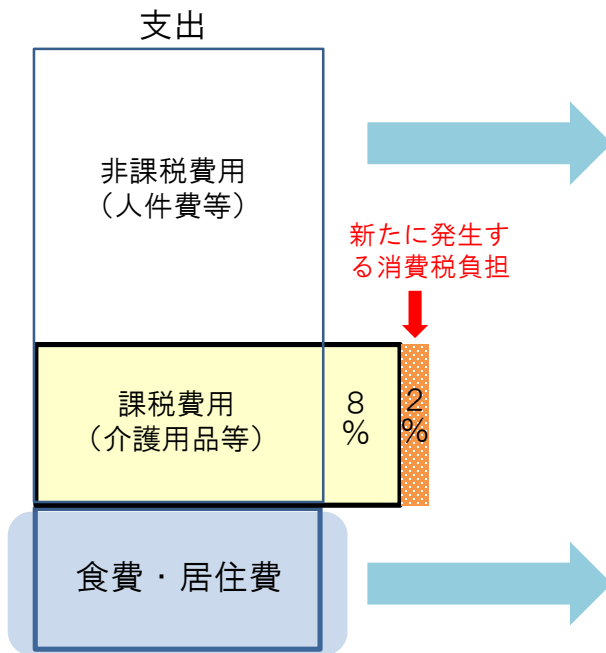 支出
非課税費用
（人件費等）
新たに発生す
る消費税負担
課税費用
（介護用品等）
8
%
2
%
食費・居住費